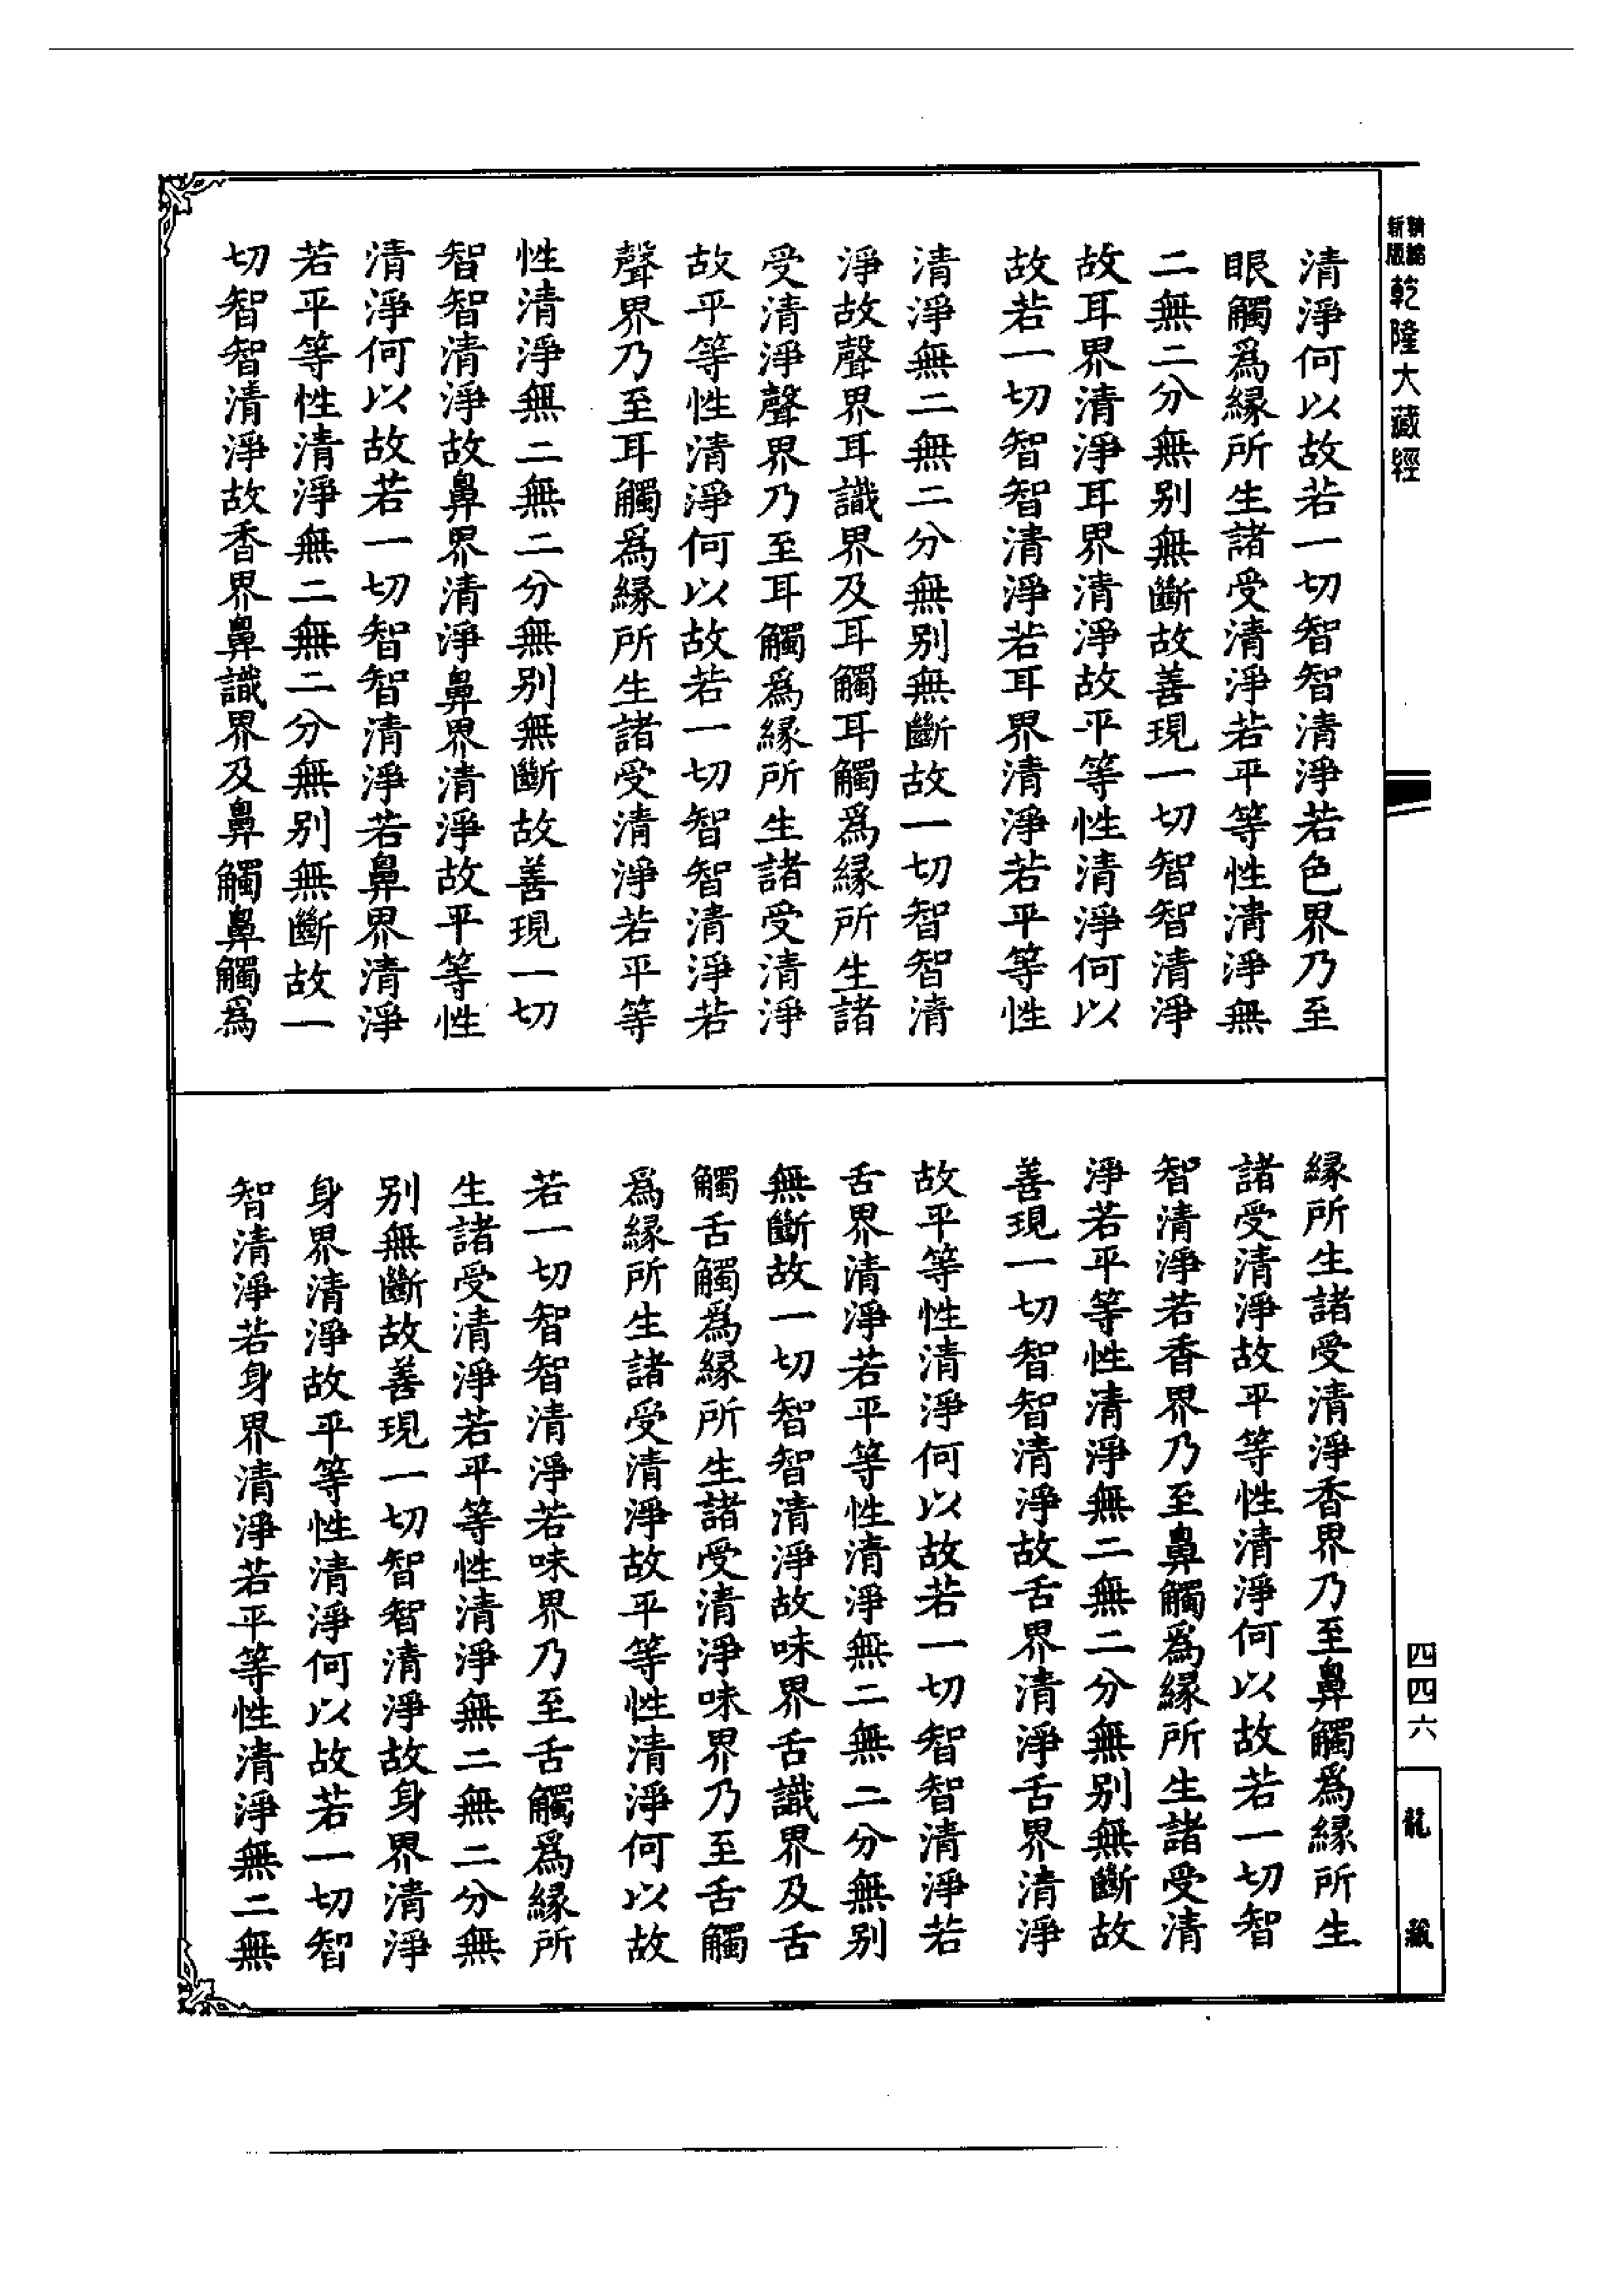 新版
乾隆大藏經
清淨何以故若一切智智清淨若色界乃至
眼觸爲縁所生諸受清淨若平等性清淨無
二無二分無别無斷故善現一切智智清淨
故耳界清淨耳界清淨故平等性清淨何以
故若一切智智清淨若耳界清淨若平等性
清淨無二無二分無别無斷故一切智智清
淨故聲界耳識界及耳觸耳觸爲縁所生諸
受清淨聲界乃至耳觸爲縁所生諸受清淨
故平等性清淨何以故若一切智智清淨若
聲界乃至耳觸爲縁所生諸受清淨若平等
性清淨無二無二分無别無斷故善現一切
智智清淨故鼻界清淨鼻界清淨故平等性
清淨何以故若一切智智清淨若鼻界清淨
若平等性清淨無二無二分無别無斷故一
切智智清淨故香界鼻識界及鼻觸鼻觸爲
縁所生諸受清淨香界乃至鼻觸爲縁所生
諸受清淨故平等性清淨何以故若一切智
智清淨若香界乃至鼻觸爲縁所生諸受清
淨若平等性清淨無二無二分無别無斷故
善現一切智智清淨故舌界清淨舌界清淨
故平等性清淨何以故若一切智智清淨若
舌界清淨若平等性清淨無二無二分無别
無斷故一切智智清淨故味界舌識界及舌
觸舌觸爲縁所生諸受清淨味界乃至舌觸
爲縁所生諸受清淨故平等性清淨何以故
若一切智智清淨若味界乃至舌觸爲縁所
生諸受清淨若平等性清淨無二無二分無
别無斷故善現一切智智清淨故身界清淨
身界清淨故平等性清淨何以故若一切智
智清淨若身界清淨若平等性清淨無二無
四四六
龍藏